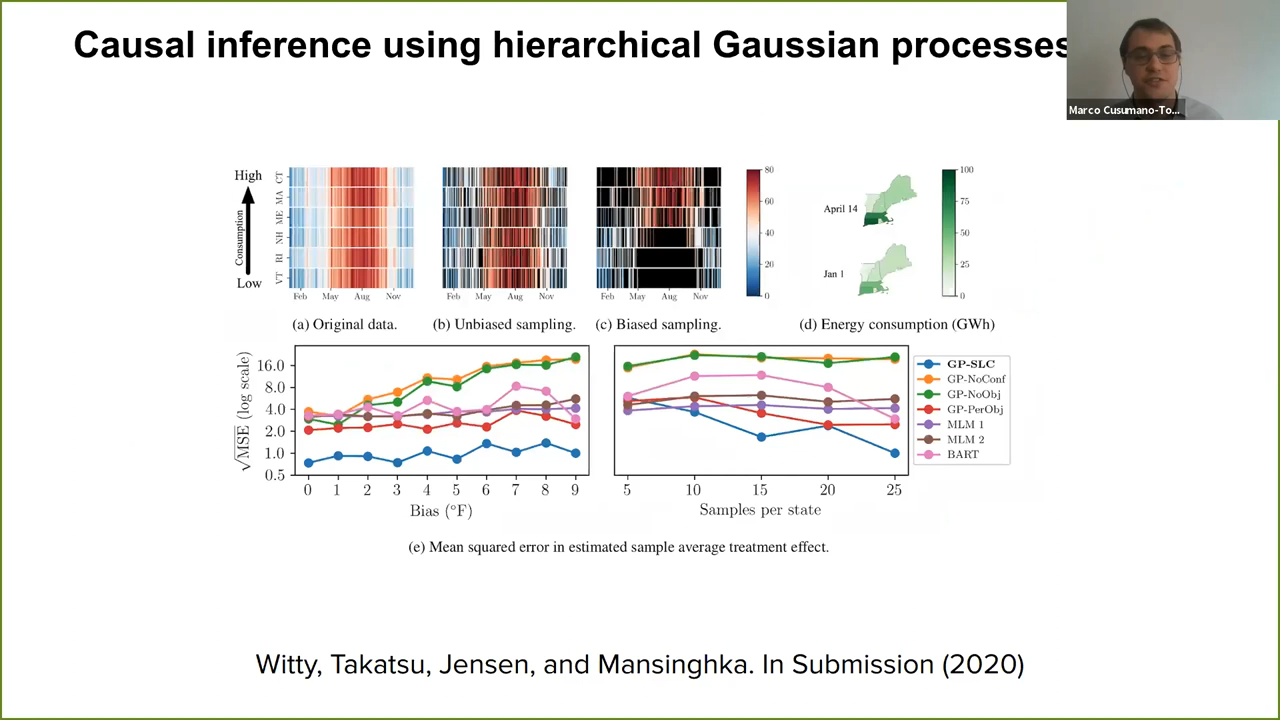 Causal inference using hierarchical Gaussian processes
Marco Cusumano-To...
High
Consumption
Low
CT
MA
ME
NH
RI
VT
Feb May Aug Nov
Feb May Aug Nov
Feb May Aug Nov
80
60
40
20
0
April 14
Jan 1
100
75
50
25
0
(a) Original data.
(b) Unbiased sampling.
(c) Biased sampling.
(d) Energy consumption (GWh)
√MSE (log scale)
16.0
8.0
4.0
2.0
1.0
0.5
0 1 2 3 4 5 6 7 8 9
Bias (°F)
5 10 15 20 25
Samples per state
GP-SLC
GP-NoConf
GP-NoObj
GP-PerObj
MLM 1
MLM 2
BART
(e) Mean squared error in estimated sample average treatment effect.
Witty, Takatsu, Jensen, and Mansinghka. In Submission (2020)